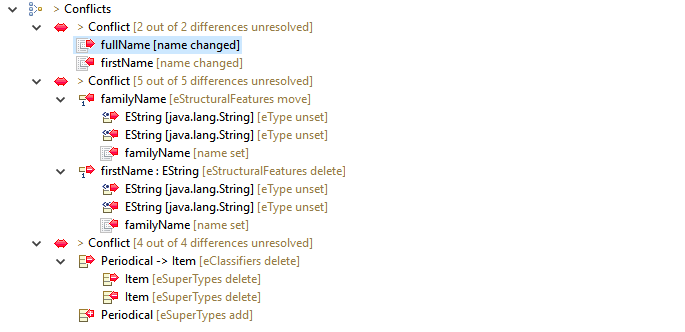 > Conflicts
> Conflict [2 out of 2 differences unresolved]
fullName [name changed]
firstName [name changed]
> Conflict [5 out of 5 differences unresolved]
familyName [eStructuralFeatures move]
EString [java.lang.String] [eType unset]
EString [java.lang.String] [eType unset]
familyName [name set]
firstName : EString [eStructuralFeatures delete]
EString [java.lang.String] [eType unset]
EString [java.lang.String] [eType unset]
familyName [name set]
> Conflict [4 out of 4 differences unresolved]
Periodical -> Item [eClassifiers delete]
Item [eSuperTypes delete]
Item [eSuperTypes delete]
Periodical [eSuperTypes add]